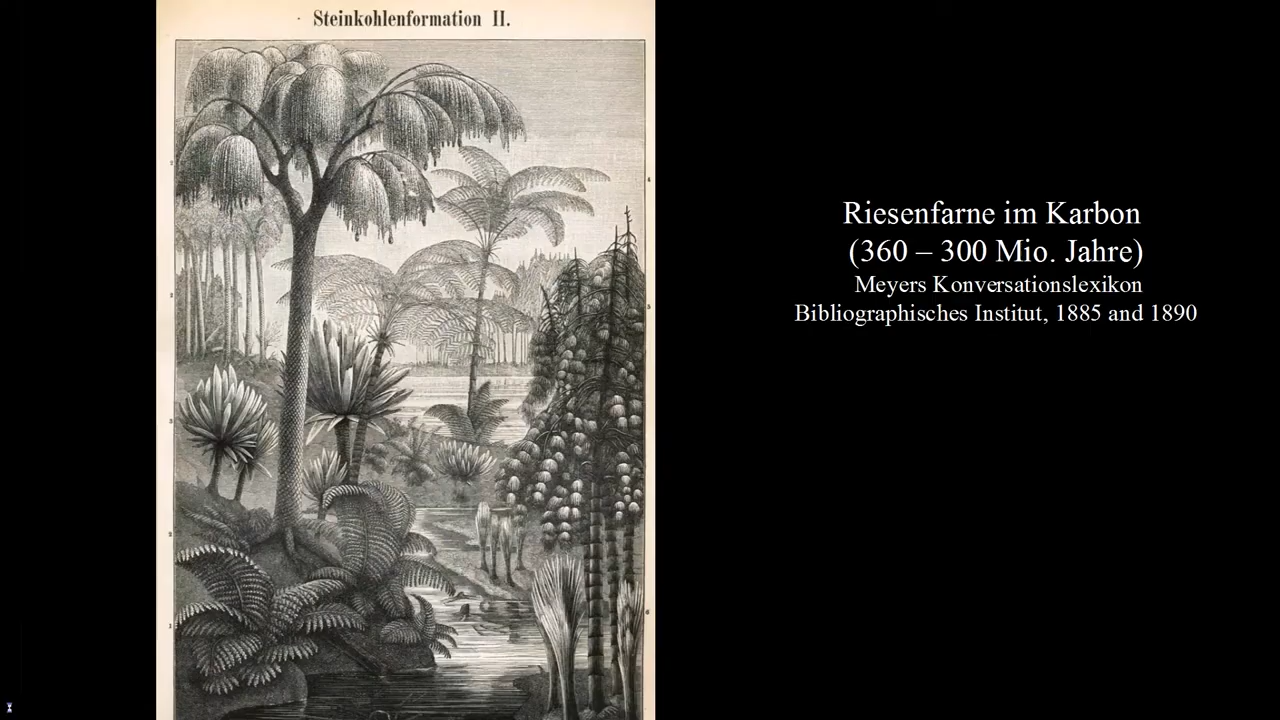 Steinkohlenformation II.
Riesenfarne im Karbon
(360 – 300 Mio. Jahre)
Meyers Konversationslexikon
Bibliographisches Institut, 1885 and 1890